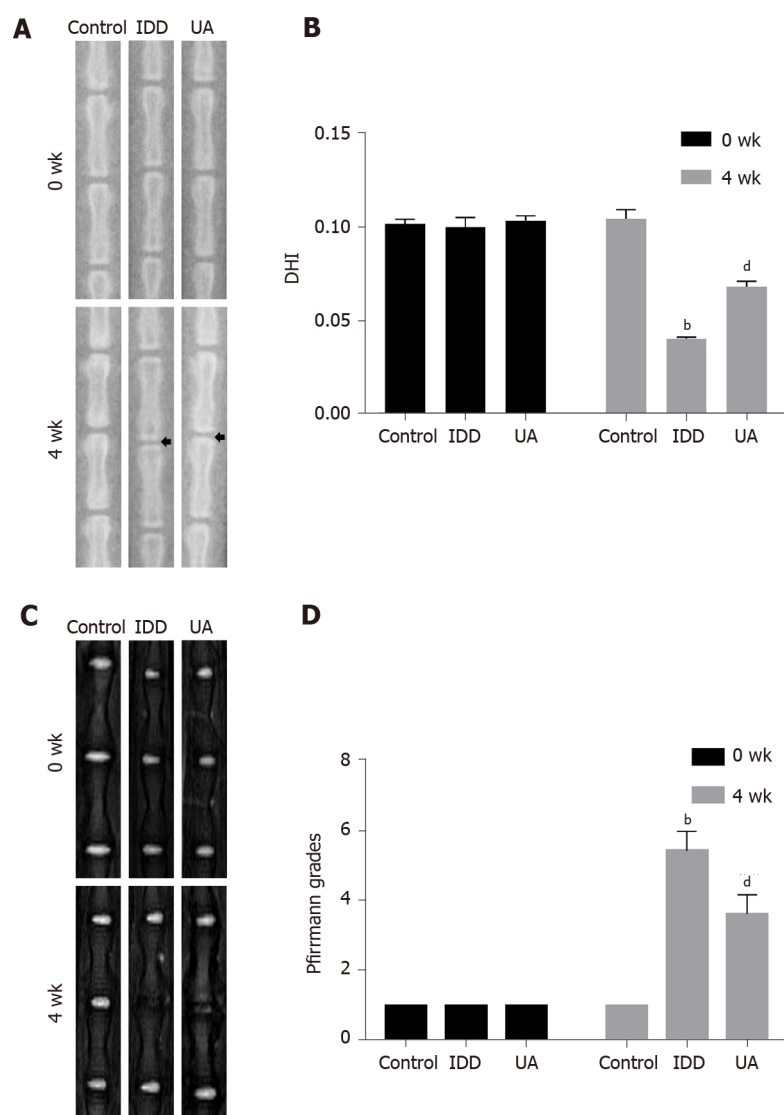 A
Control IDD UA
0 wk
4 wk
B
0 wk
4 wk
DHI
0.15
0.10
0.05
0.00
b
d
Control IDD UA Control IDD UA
C
Control IDD UA
0 wk
4 wk
D
0 wk
4 wk
Pfirrmann grades
8
6
4
2
0
b
d
Control IDD UA Control IDD UA